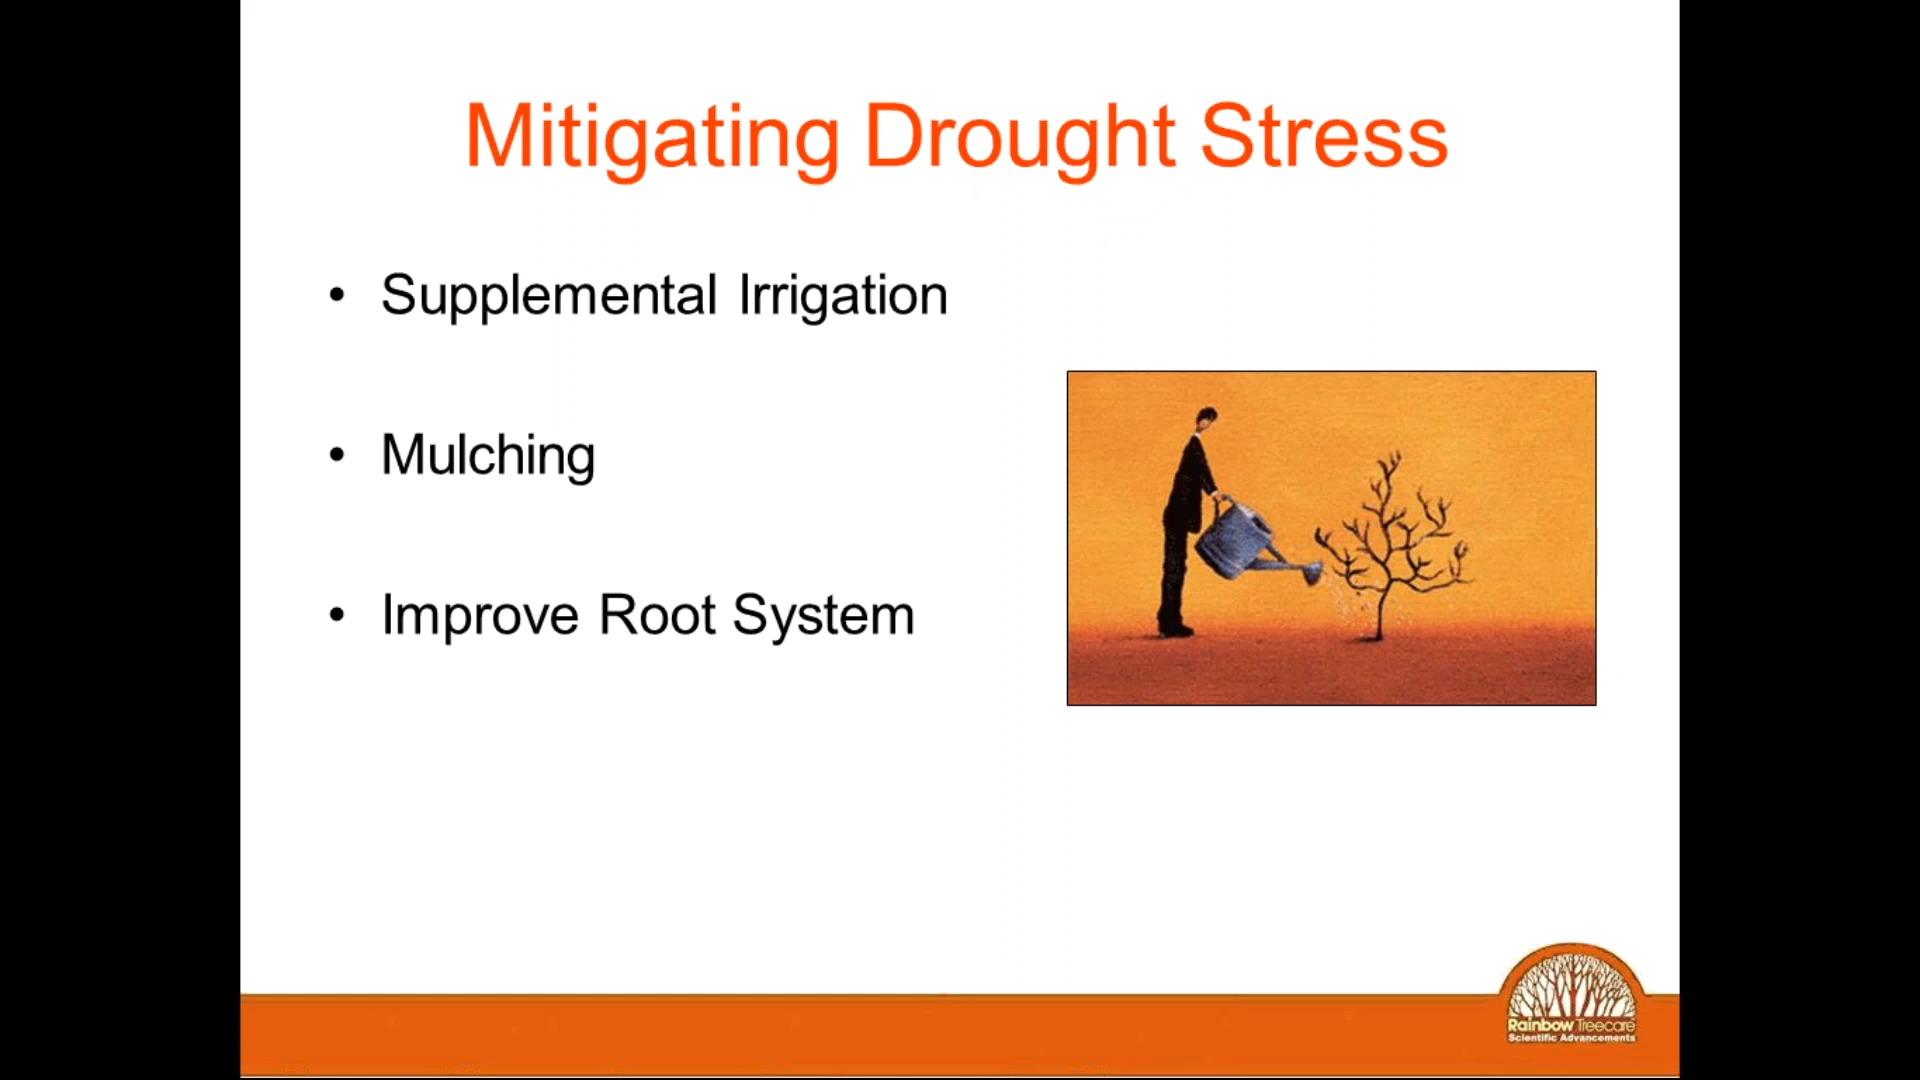 Mitigating Drought Stress
• Supplemental Irrigation
• Mulching
• Improve Root System
Rainbow Treecare
Scientific Advancements